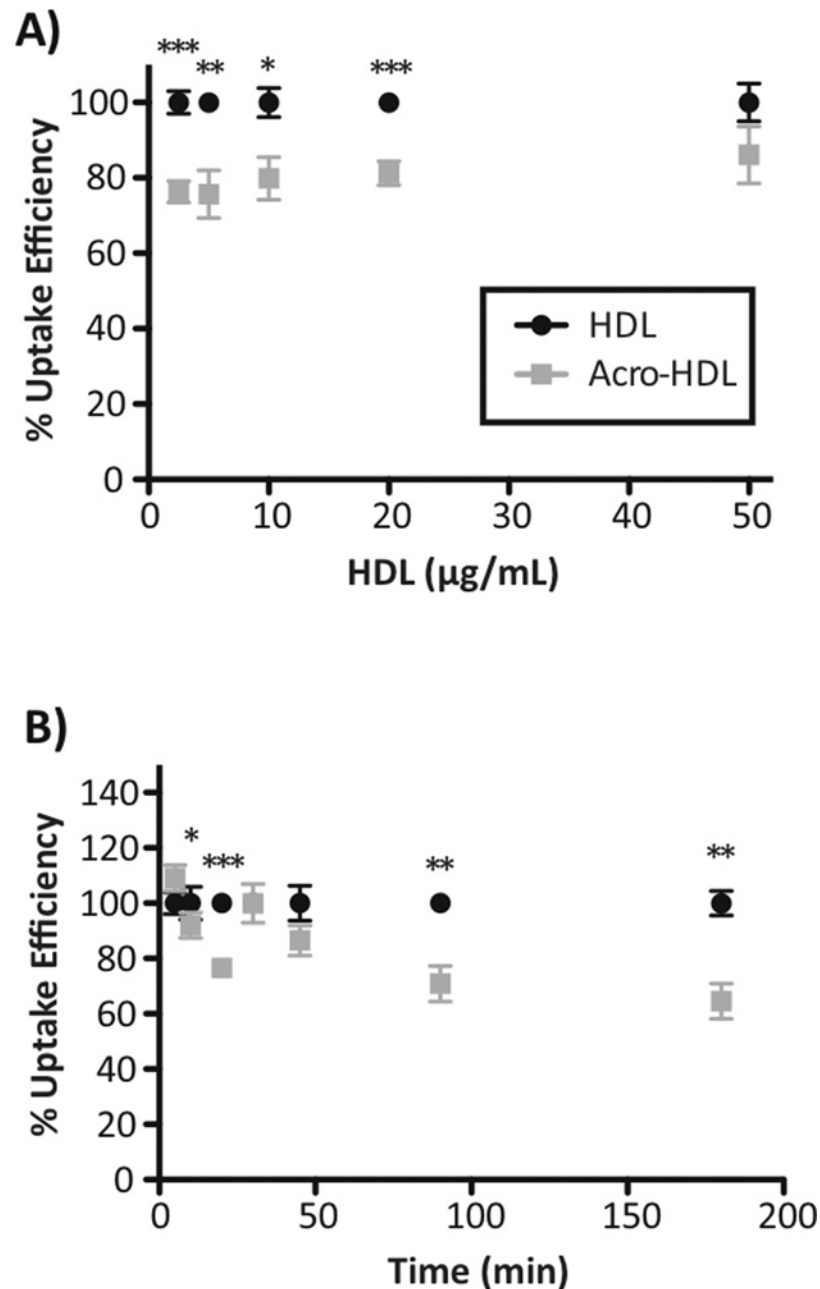 A)
*** ** * ***
100
80
60
40
20
0
% Uptake Efficiency
HDL
Acro-HDL
0 10 20 30 40 50
HDL (µg/mL)
B)
140
120
100
80
60
40
20
0
* *** ** **
% Uptake Efficiency
0 50 100 150 200
Time (min)